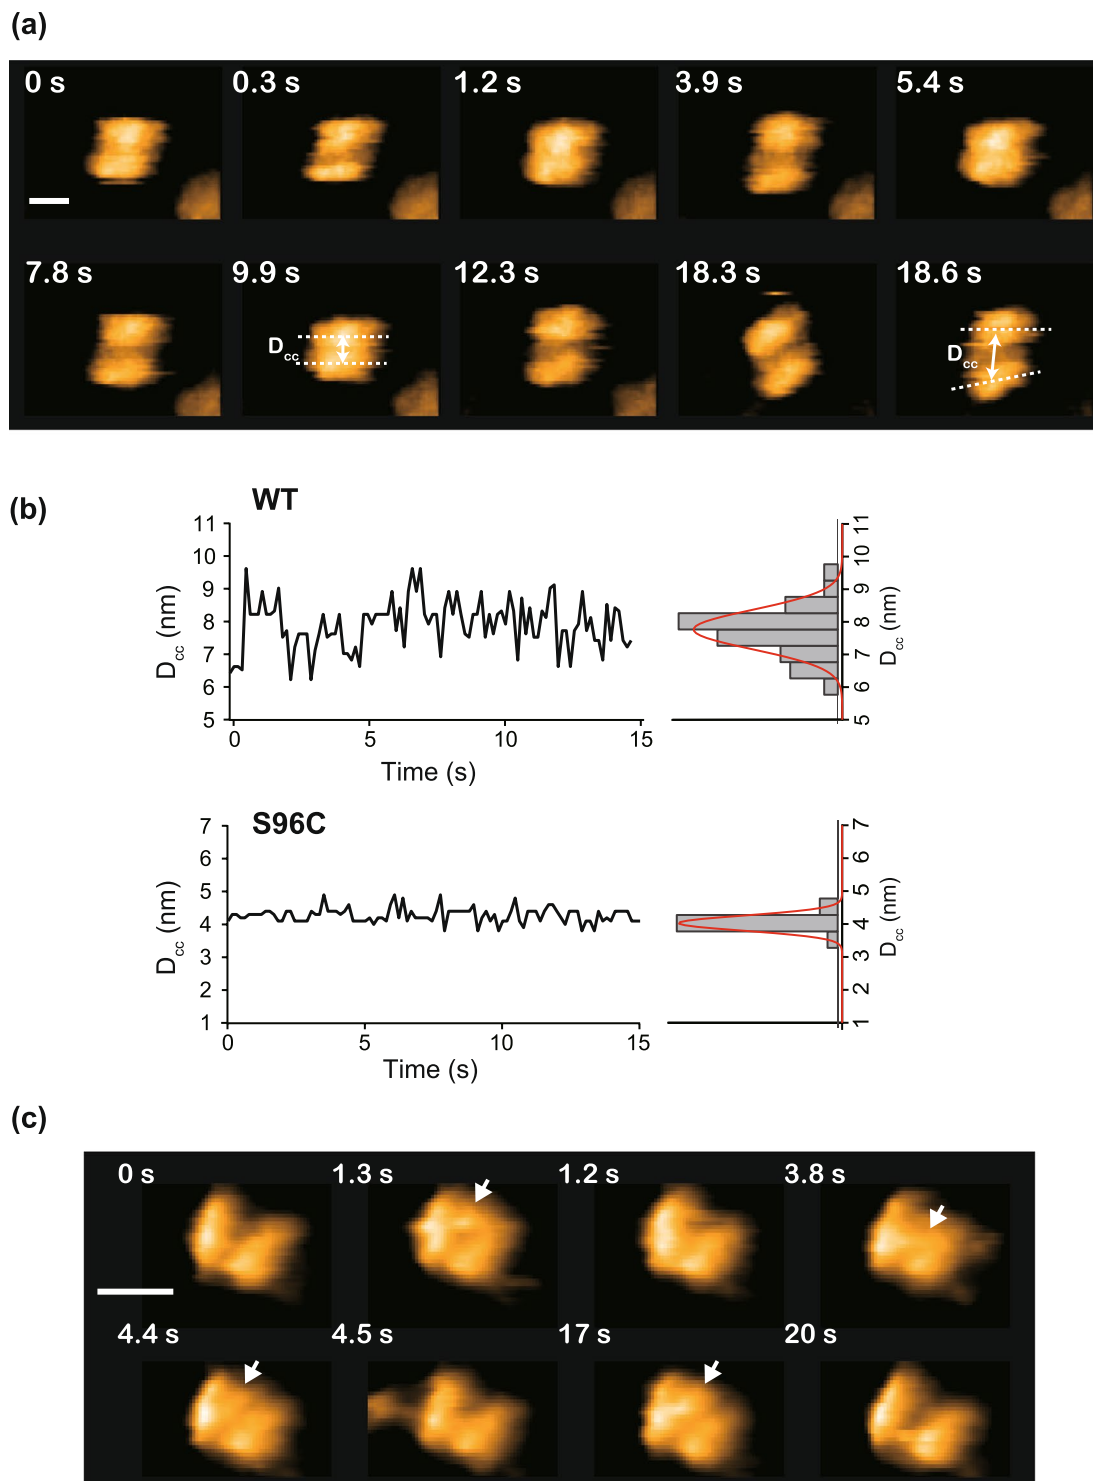 (a)
0 s 0.3 s 1.2 s 3.9 s 5.4 s
7.8 s 9.9 s 12.3 s 18.3 s 18.6 s
Dcc
Dcc
(b)
WT
11
10
9
8
7
6
5
Dcc (nm)
0 5 10 15
Time (s)
5 6 7 8 9 10 11
Dcc (nm)
S96C
7
6
5
4
3
2
1
Dcc (nm)
0 5 10 15
Time (s)
1 2 3 4 5 6 7
Dcc (nm)
(c)
0 s 1.3 s 1.2 s 3.8 s
4.4 s 4.5 s 17 s 20 s